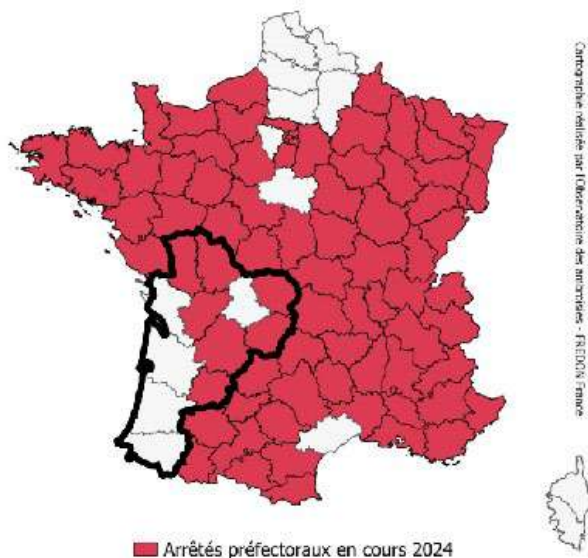 Cartographie réalisée par l'Observatoire des ambroisies - FREDON France
Arrêtés préfectoraux en cours 2024